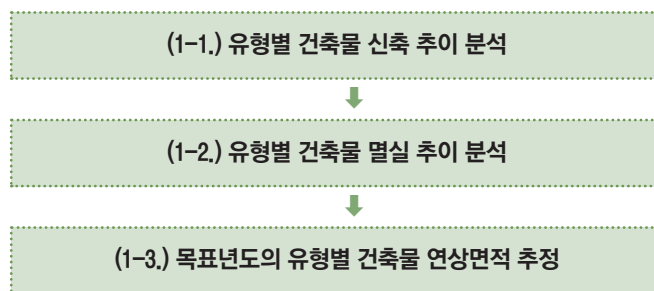 (1-1.) 유형별 건축물 신축 추이 분석
(1-2.) 유형별 건축물 멸실 추이 분석
(1-3.) 목표년도의 유형별 건축물 연상면적 추정